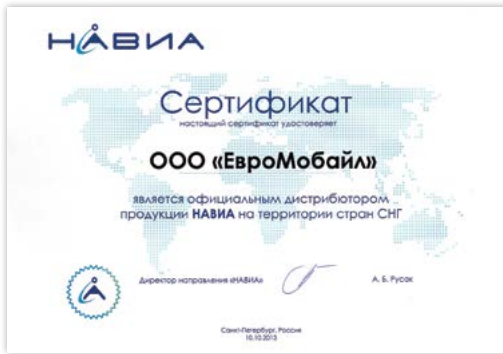 НАВИА
Сертификат
настоящий сертификат удостоверяет
ООО «ЕвроМобайл»
является официальным дистрибютором
продукции НАВИА на территории стран СНГ
Директор направления «НАВИА»
А. Б. Русак
Санкт-Петербург, Россия
10.10.2013